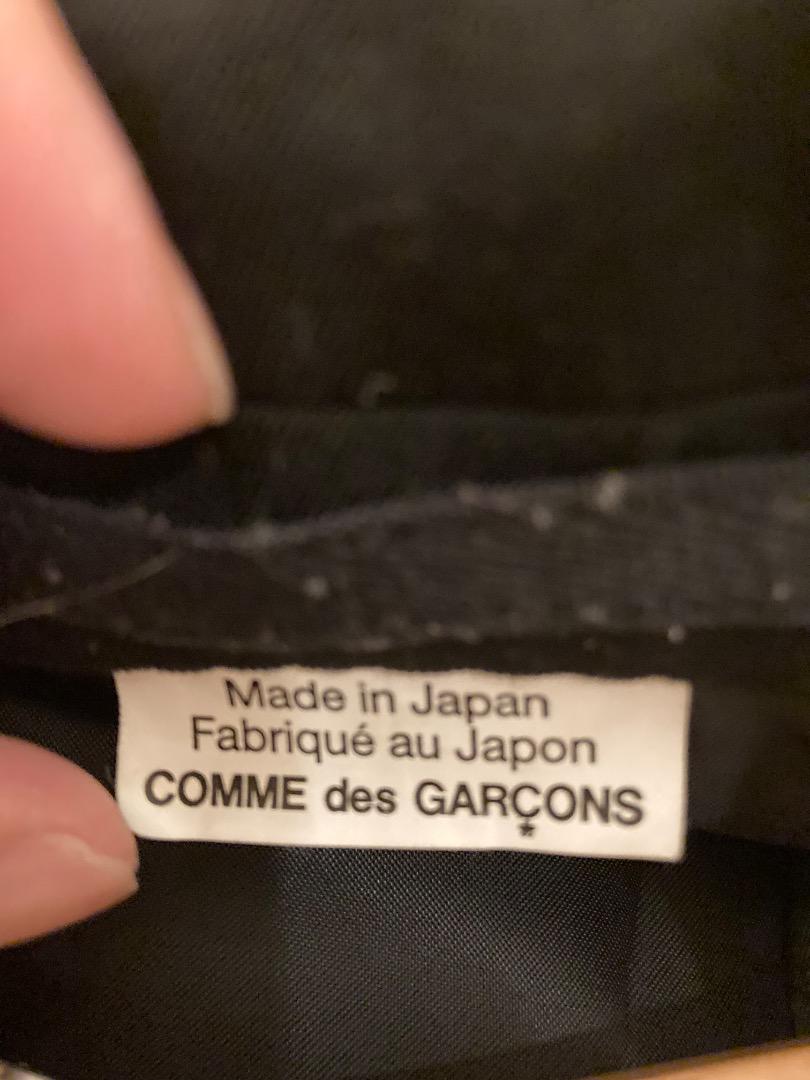 Made in Japan
Fabriqué au Japon
COMME des GARÇONS